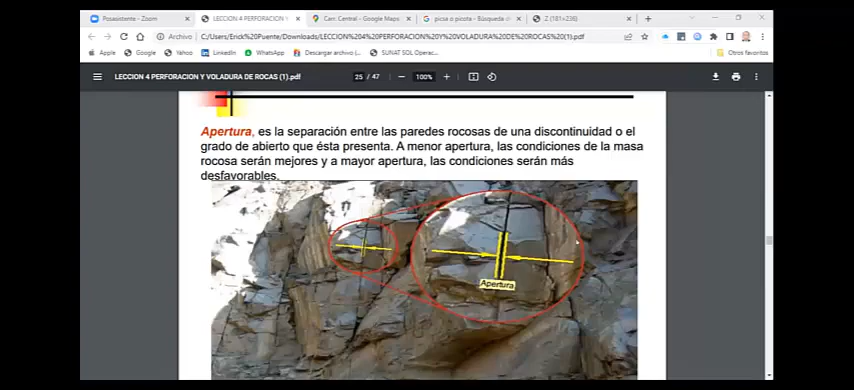 Posasistente - Zoom
LECCION 4 PERFORACION Y
Carr. Central - Google Maps
picsa o picota - Búsqueda d
Z (181×236)
Archivo C:/Users/Erick%20Puente/Downloads/LECCION%204%20PERFORACION%20Y%20VOLADURA%20DE%20ROCAS%20(1).pdf
Apple Google LinkedIn WhatsApp Descargar archivo (... SUNAT SOL Operac... Otros favoritos
LECCION 4 PERFORACION Y VOLADURA DE ROCAS (1).pdf 25 / 47 100%
Apertura, es la separación entre las paredes rocosas de una discontinuidad o el
grado de abierto que ésta presenta. A menor apertura, las condiciones de la masa
rocosa serán mejores y a mayor apertura, las condiciones serán más
desfavorables.
Apertura